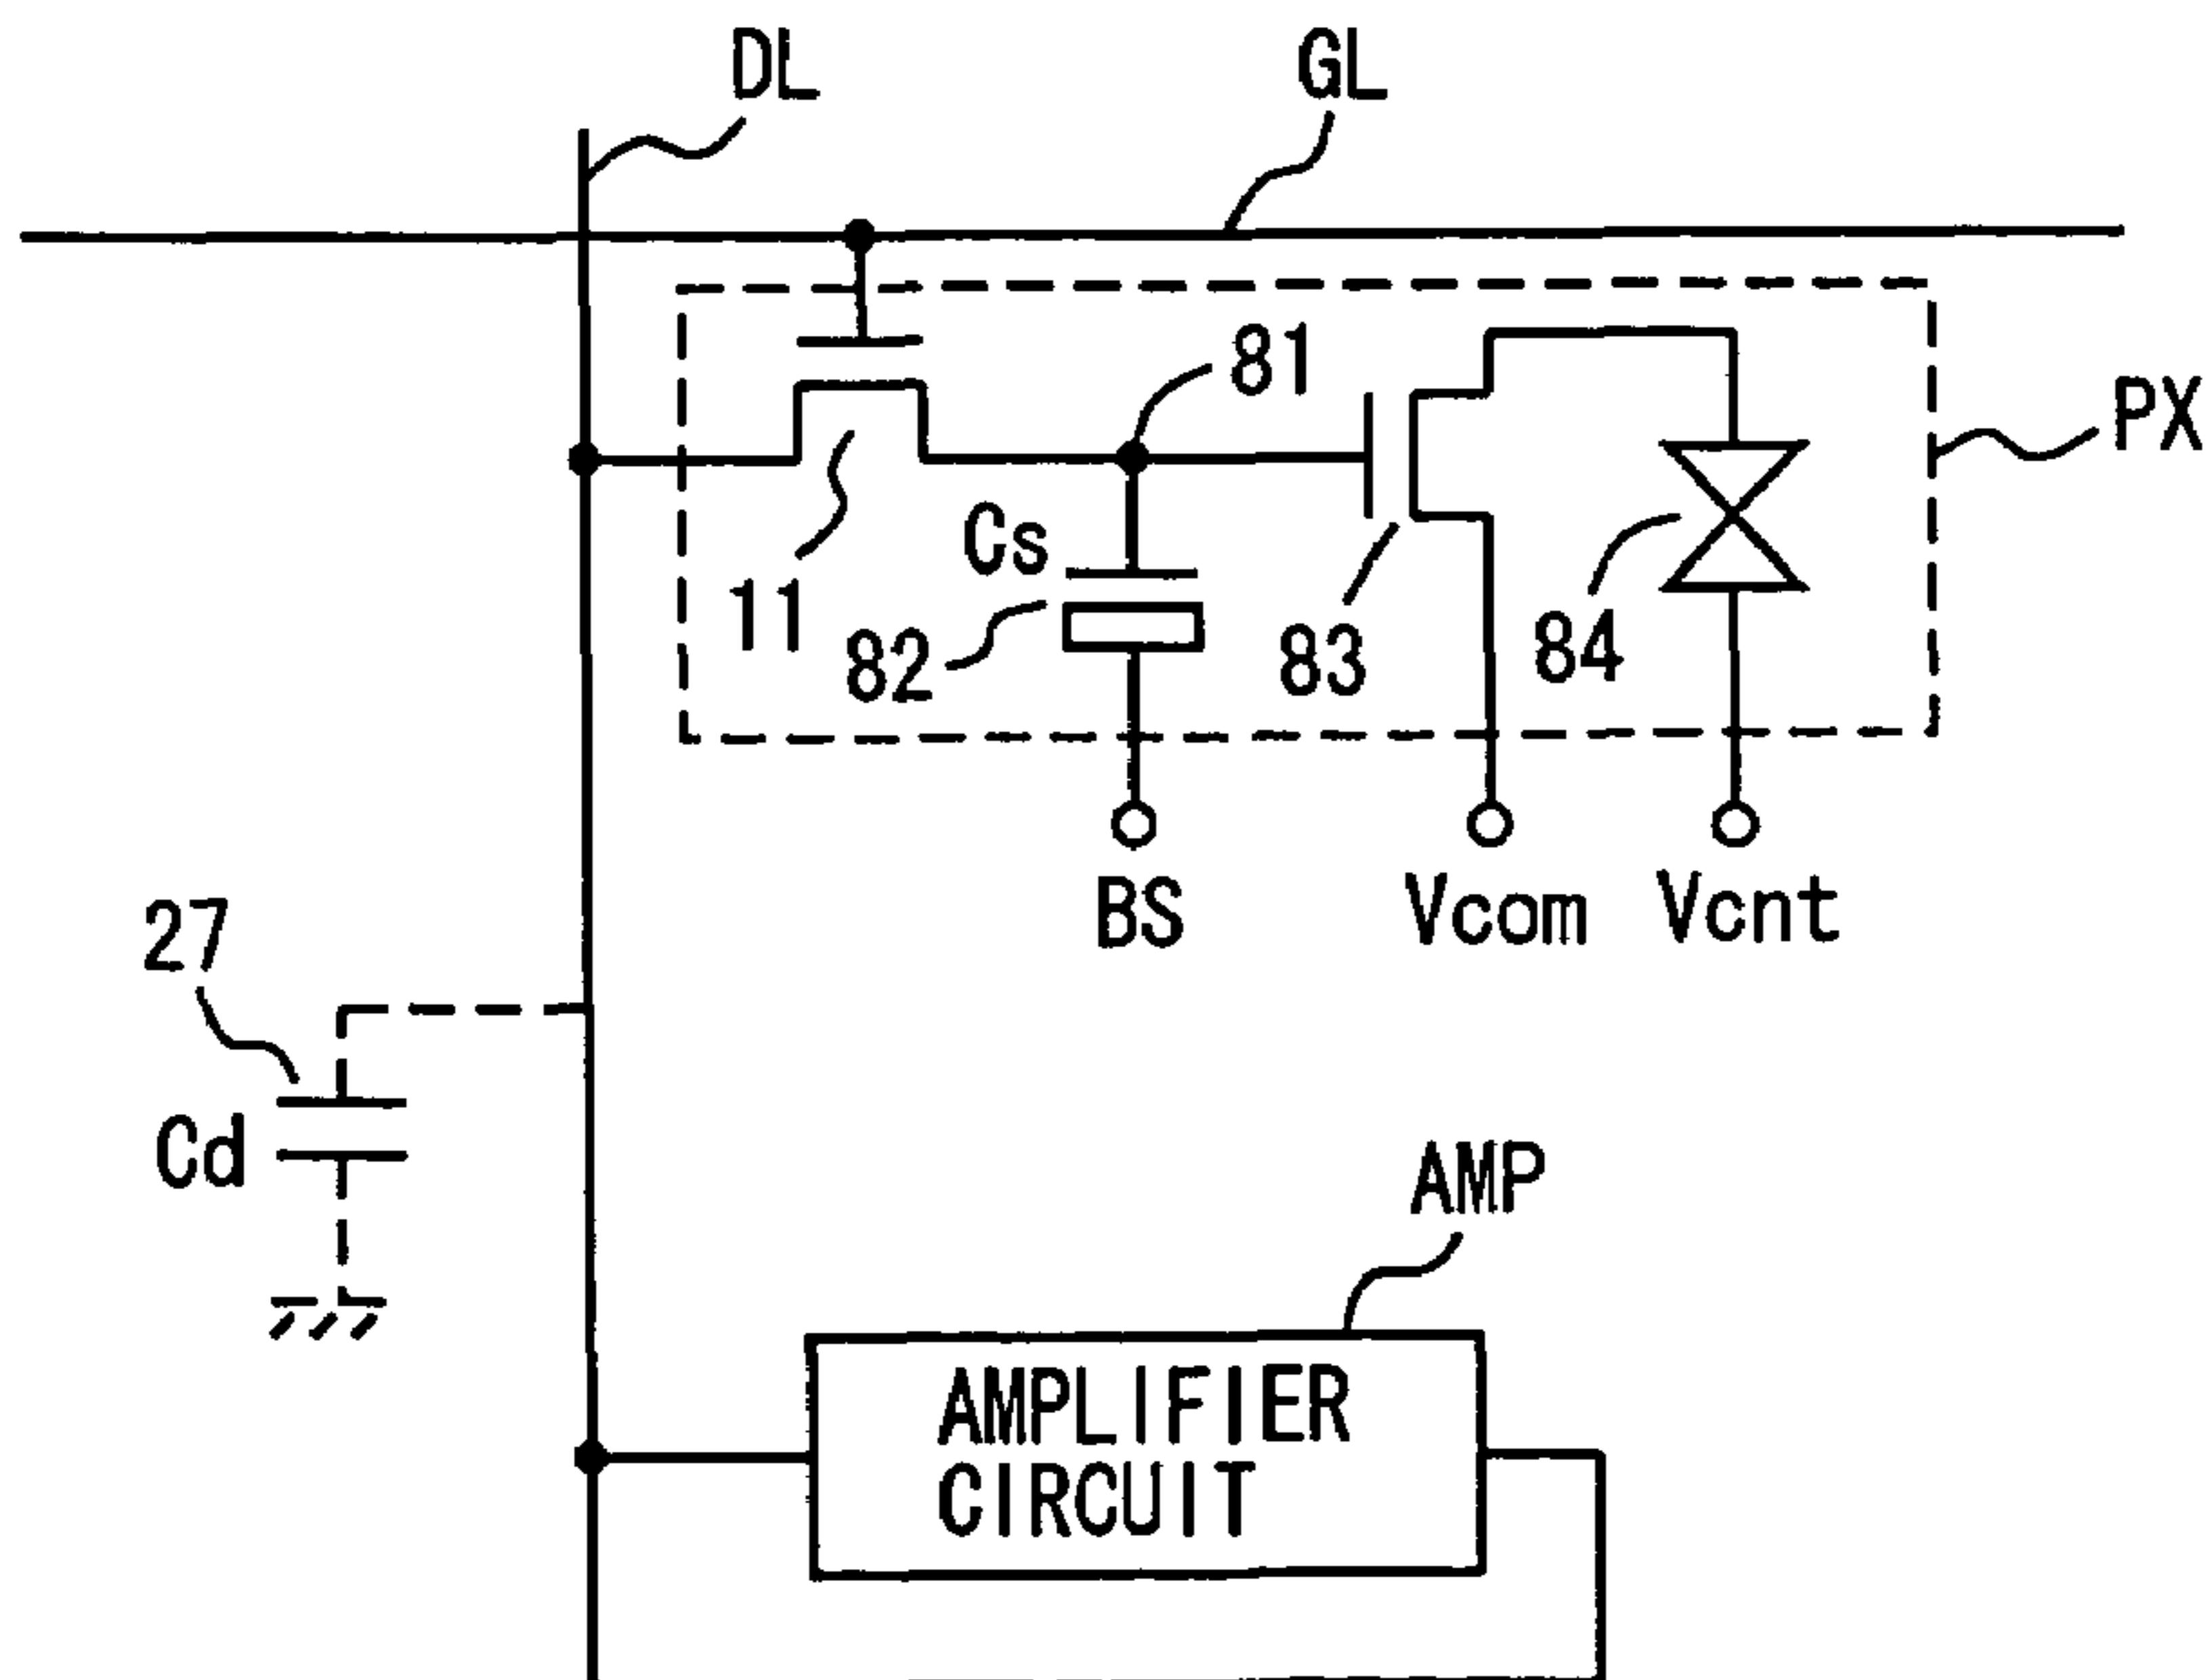 DL
GL
81
PX
Cs
11
82
83
84
BS
Vcom
Vcnt
27
Cd
AMP
AMPLIFIER
CIRCUIT